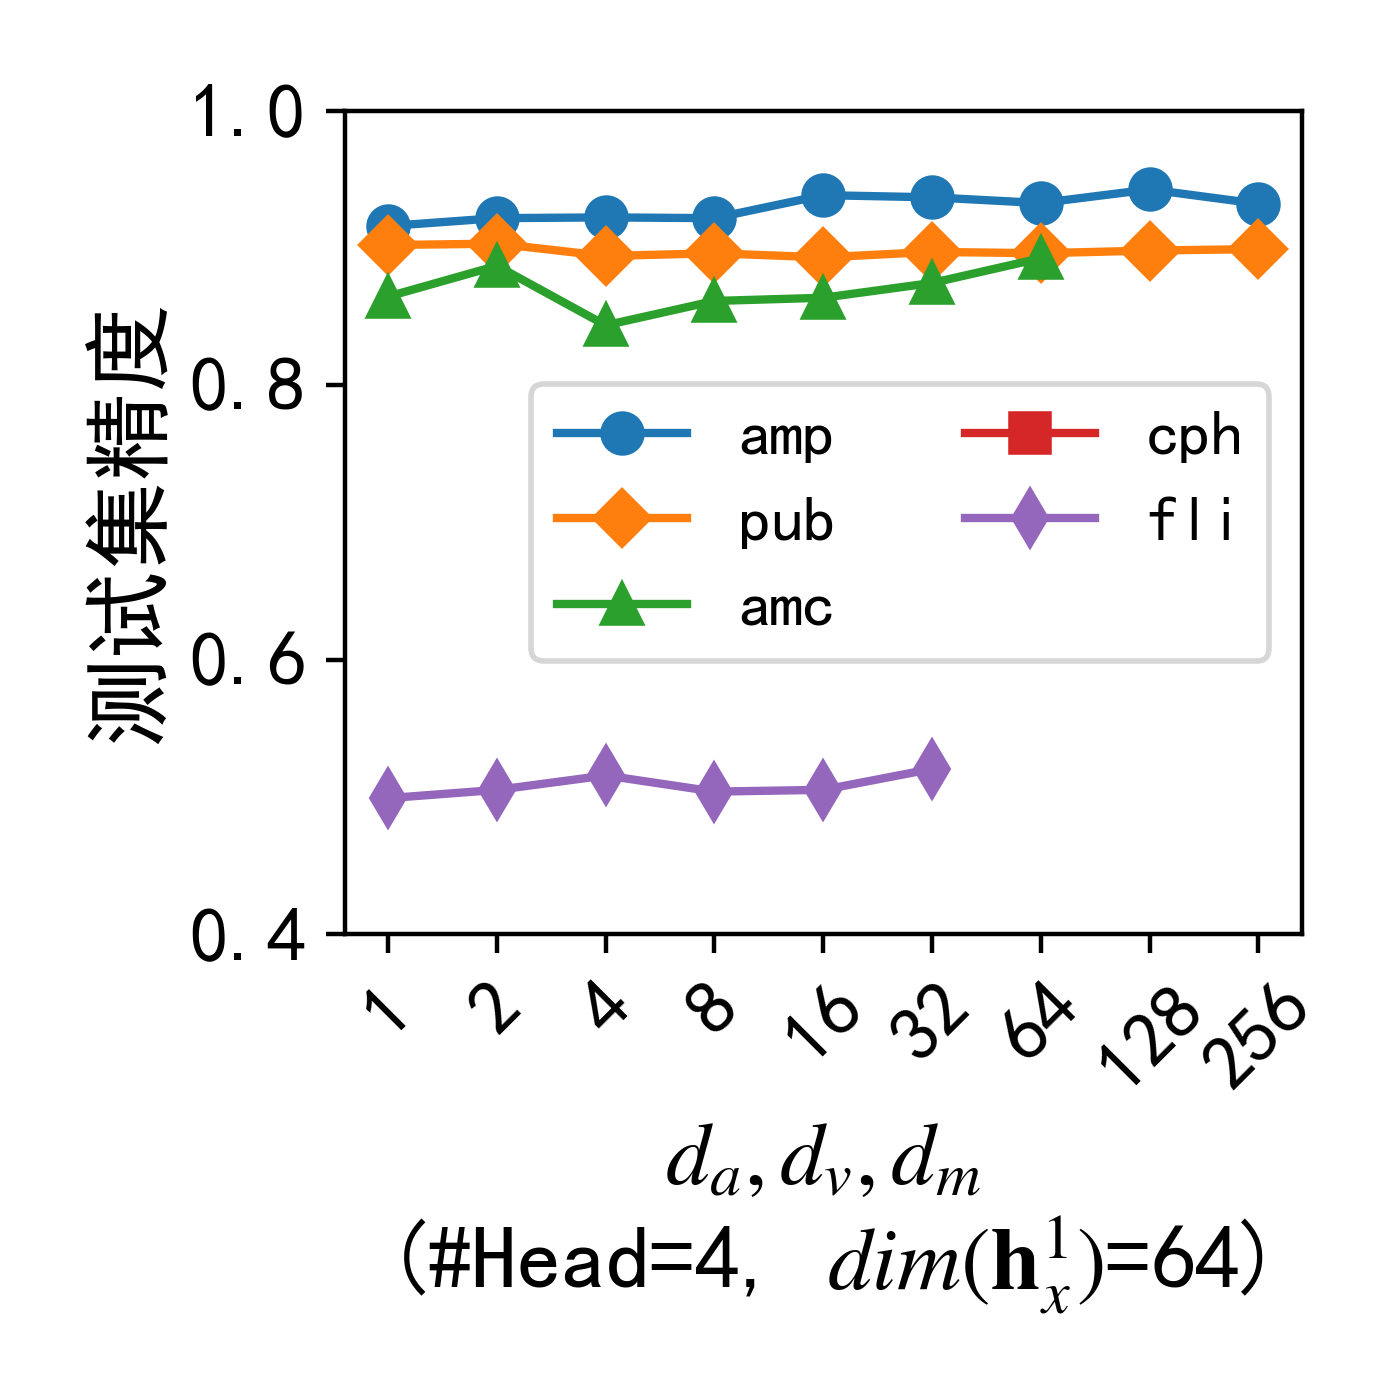 1.0
0.8
0.6
0.4
测试集精度
amp
pub
amc
cph
fli
1 2 4 8 16 32 64 128 256
d_a, d_v, d_m
(#Head=4, dim(h_x^1)=64)